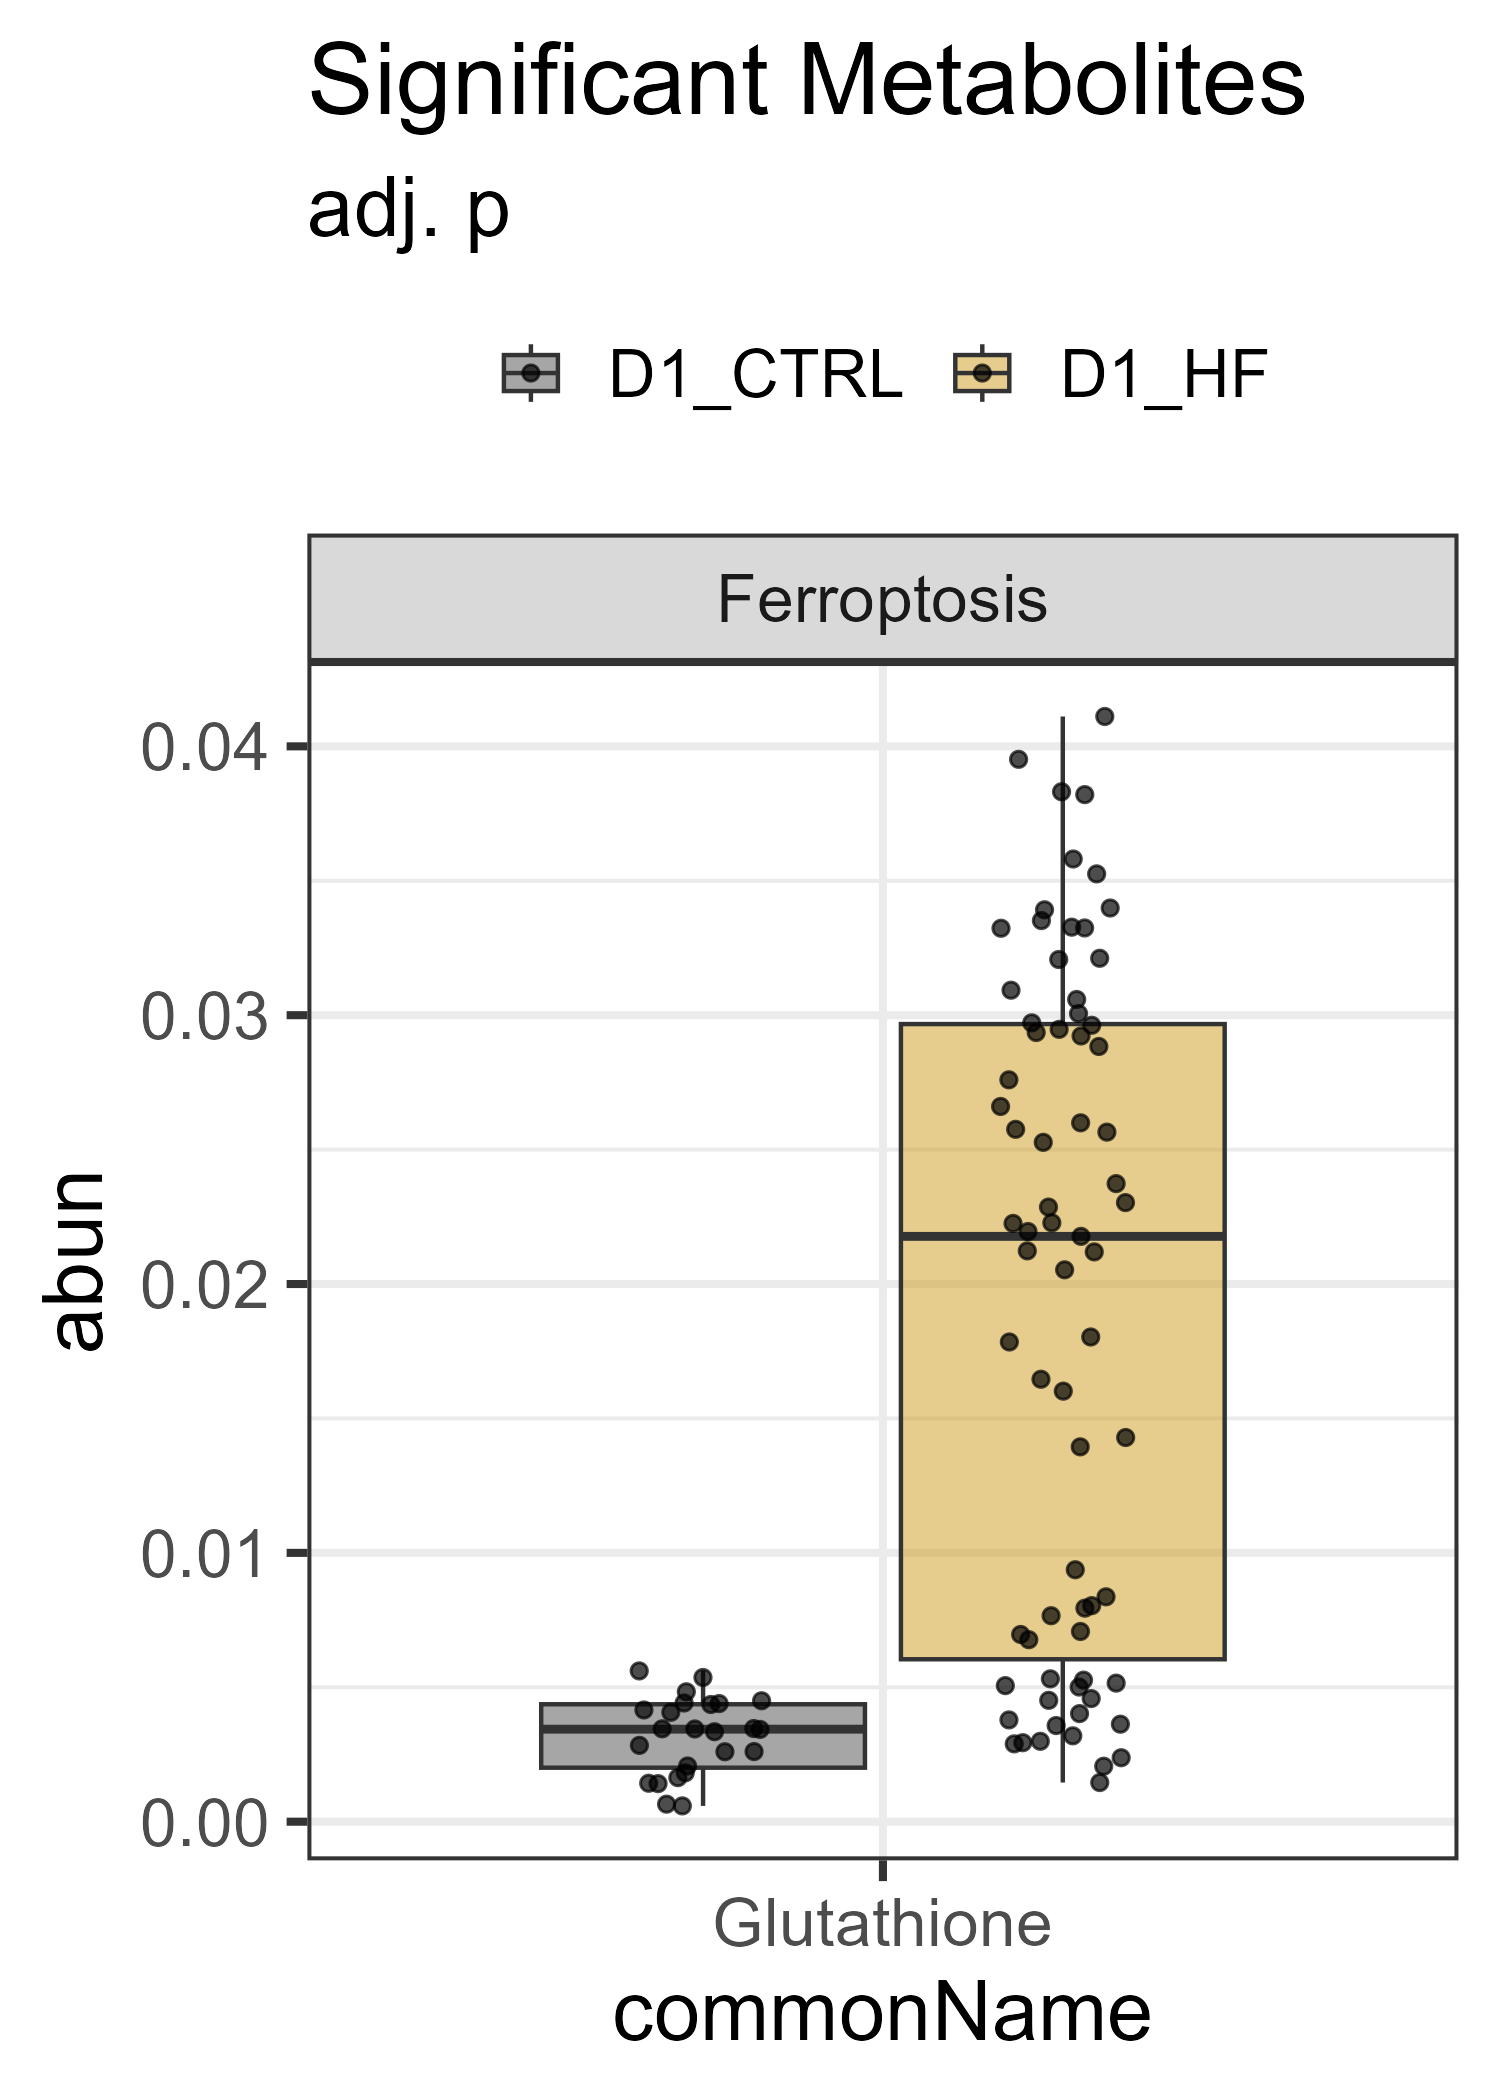 Significant Metabolites
adj. p
D1_CTRL D1_HF
Ferroptosis
0.04
0.03
0.02
0.01
0.00
abun
Glutathione
commonName